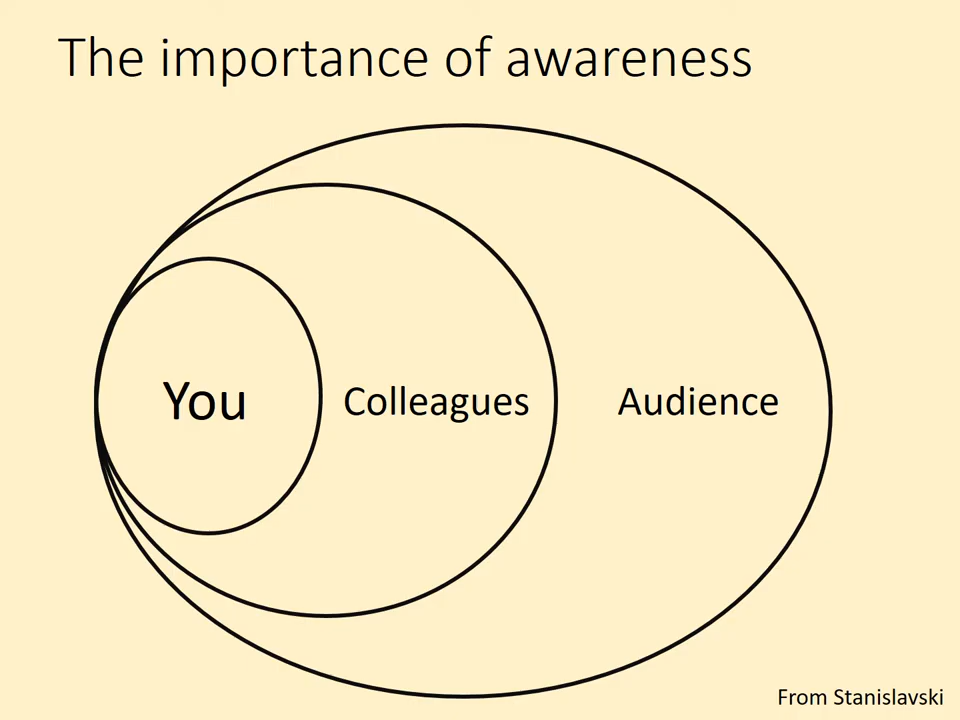 The importance of awareness
You
Colleagues
Audience
From Stanislavski